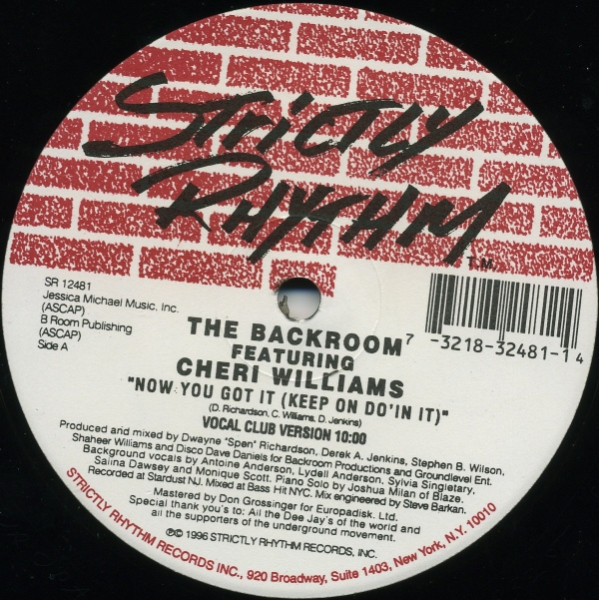 STRICTLY
RHYTHM
T.M.
SR 12481
Jessica Michael Music, Inc.
(ASCAP)
B Room Publishing
(ASCAP)
Side A
7 -3218-32481-1 4
THE BACKROOM
FEATURING
CHERI WILLIAMS
"NOW YOU GOT IT (KEEP ON DO'IN IT)"
(D. Richardson, C. Williams, D. Jenkins)
VOCAL CLUB VERSION 10:00
Produced and mixed by Dwayne "Spen" Richardson, Derek A. Jenkins, Stephen B. Wilson,
Shaheer Williams and Disco Dave Daniels for Backroom Productions and Groundlevel Ent.
Background vocals by Antoine Anderson, Lydell Anderson, Sylvia Singletary,
Salina Dawsey and Monique Scott. Piano Solo by Joshua Milan of Blaze.
Recorded at Stardust NJ. Mixed at Bass Hit NYC. Mix engineered by Steve Barkan.
Mastered by Don Grossinger for Europadisk. Ltd.
Special thank you's to: All the Dee Jay's of the world and
all the supporters of the underground movement.
℗© 1996 STRICTLY RHYTHM RECORDS, INC.
STRICTLY RHYTHM RECORDS INC., 920 Broadway, Suite 1403, New York, N.Y. 10010